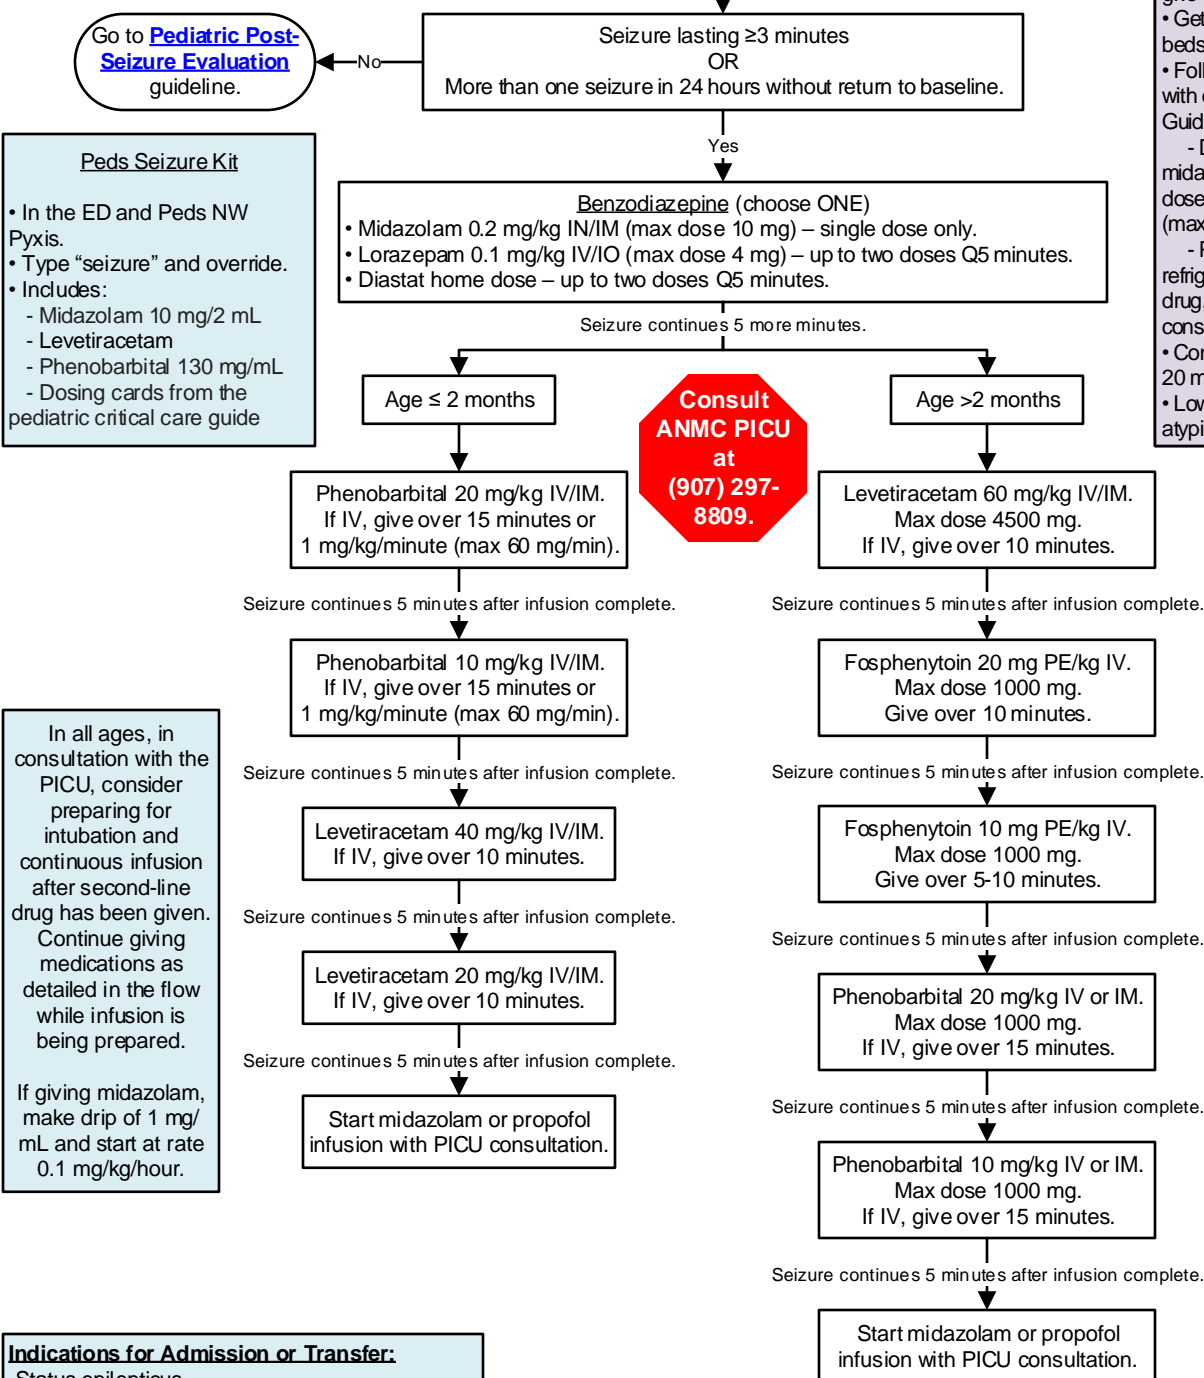 Go to Pediatric Post-
Seizure Evaluation
guideline.
No
Seizure lasting ≥3 minutes
OR
More than one seizure in 24 hours without return to baseline.
Yes
• Get
beds
• Foll
with
Guid
- D
mida
dose
(max
refrig
drug,
cons
• Con
20 m
• Low
atypi
Peds Seizure Kit
• In the ED and Peds NW
Pyxis.
• Type “seizure” and override.
• Includes:
- Midazolam 10 mg/2 mL
- Levetiracetam
- Phenobarbital 130 mg/mL
- Dosing cards from the
pediatric critical care guide
Benzodiazepine (choose ONE)
• Midazolam 0.2 mg/kg IN/IM (max dose 10 mg) – single dose only.
• Lorazepam 0.1 mg/kg IV/IO (max dose 4 mg) – up to two doses Q5 minutes.
• Diastat home dose – up to two doses Q5 minutes.
Seizure continues 5 more minutes.
Age ≤ 2 months
Consult
ANMC PICU
at
(907) 297-
8809.
Age >2 months
Phenobarbital 20 mg/kg IV/IM.
If IV, give over 15 minutes or
1 mg/kg/minute (max 60 mg/min).
Seizure continues 5 minutes after infusion complete.
Phenobarbital 10 mg/kg IV/IM.
If IV, give over 15 minutes or
1 mg/kg/minute (max 60 mg/min).
Seizure continues 5 minutes after infusion complete.
Levetiracetam 40 mg/kg IV/IM.
If IV, give over 10 minutes.
Seizure continues 5 minutes after infusion complete.
Levetiracetam 20 mg/kg IV/IM.
If IV, give over 10 minutes.
Seizure continues 5 minutes after infusion complete.
Start midazolam or propofol
infusion with PICU consultation.
Levetiracetam 60 mg/kg IV/IM.
Max dose 4500 mg.
If IV, give over 10 minutes.
Seizure continues 5 minutes after infusion complete.
Fosphenytoin 20 mg PE/kg IV.
Max dose 1000 mg.
Give over 10 minutes.
Seizure continues 5 minutes after infusion complete.
Fosphenytoin 10 mg PE/kg IV.
Max dose 1000 mg.
Give over 5-10 minutes.
Seizure continues 5 minutes after infusion complete.
Phenobarbital 20 mg/kg IV or IM.
Max dose 1000 mg.
If IV, give over 15 minutes.
Seizure continues 5 minutes after infusion complete.
Phenobarbital 10 mg/kg IV or IM.
Max dose 1000 mg.
If IV, give over 15 minutes.
Seizure continues 5 minutes after infusion complete.
Start midazolam or propofol
infusion with PICU consultation.
In all ages, in
consultation with the
PICU, consider
preparing for
intubation and
continuous infusion
after second-line
drug has been given.
Continue giving
medications as
detailed in the flow
while infusion is
being prepared.
If giving midazolam,
make drip of 1 mg/
mL and start at rate
0.1 mg/kg/hour.
Indications for Admission or Transfer:
Status epilepticus